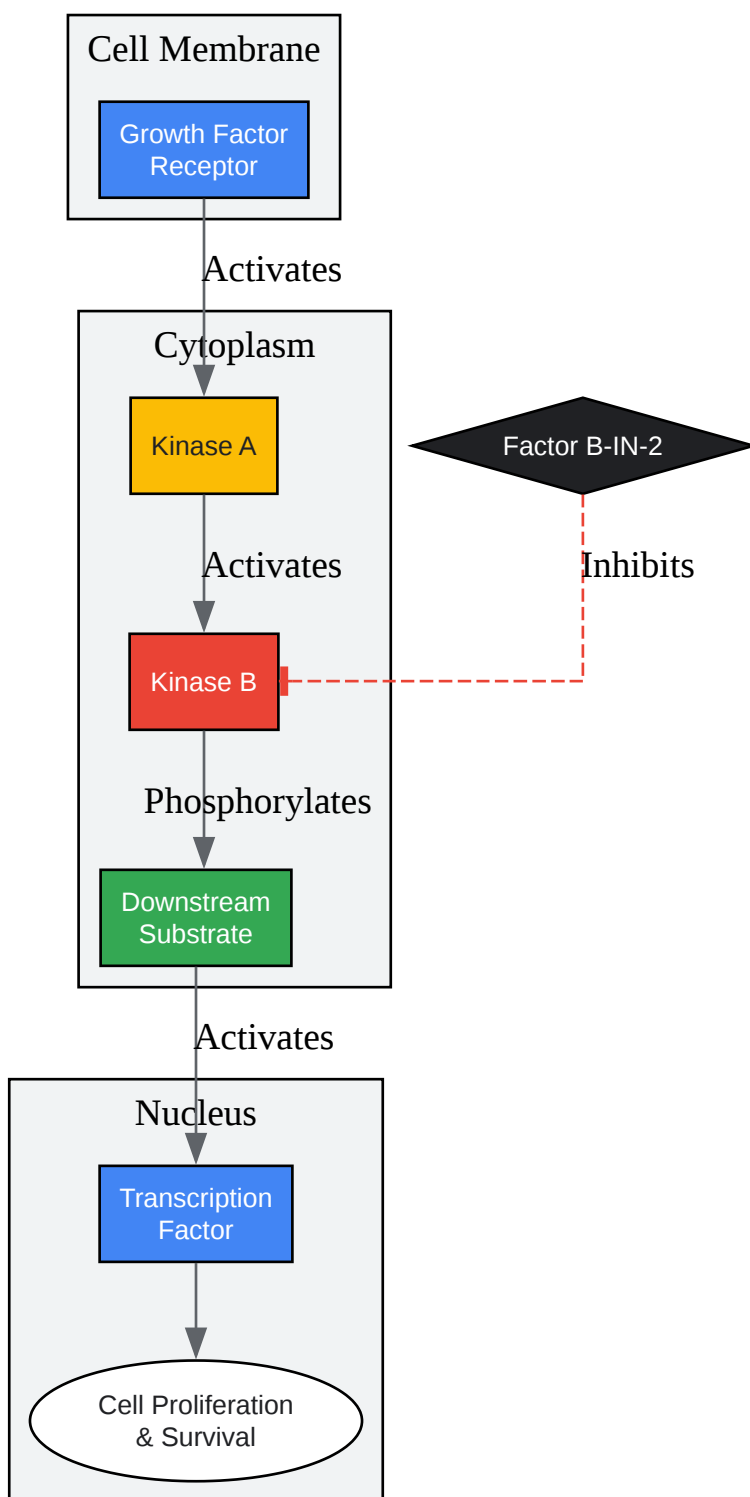 Cell Membrane
Growth Factor
Receptor
Activates
Cytoplasm
Kinase A
Factor B-IN-2
Activates
Inhibits
Kinase B
Phosphorylates
Downstream
Substrate
Activates
Nucleus
Transcription
Factor
Cell Proliferation
& Survival